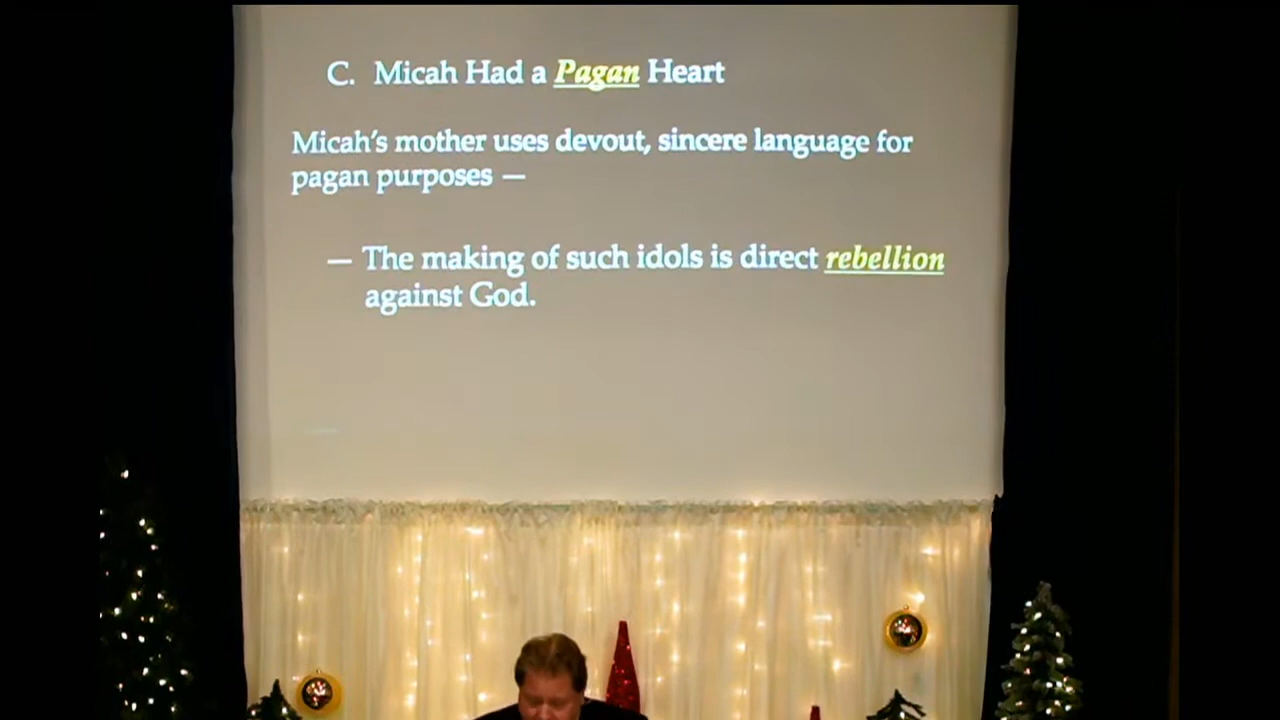 C. Micah Had a Pagan Heart
Micah's mother uses devout, sincere language for
pagan purposes —
— The making of such idols is direct rebellion
against God.